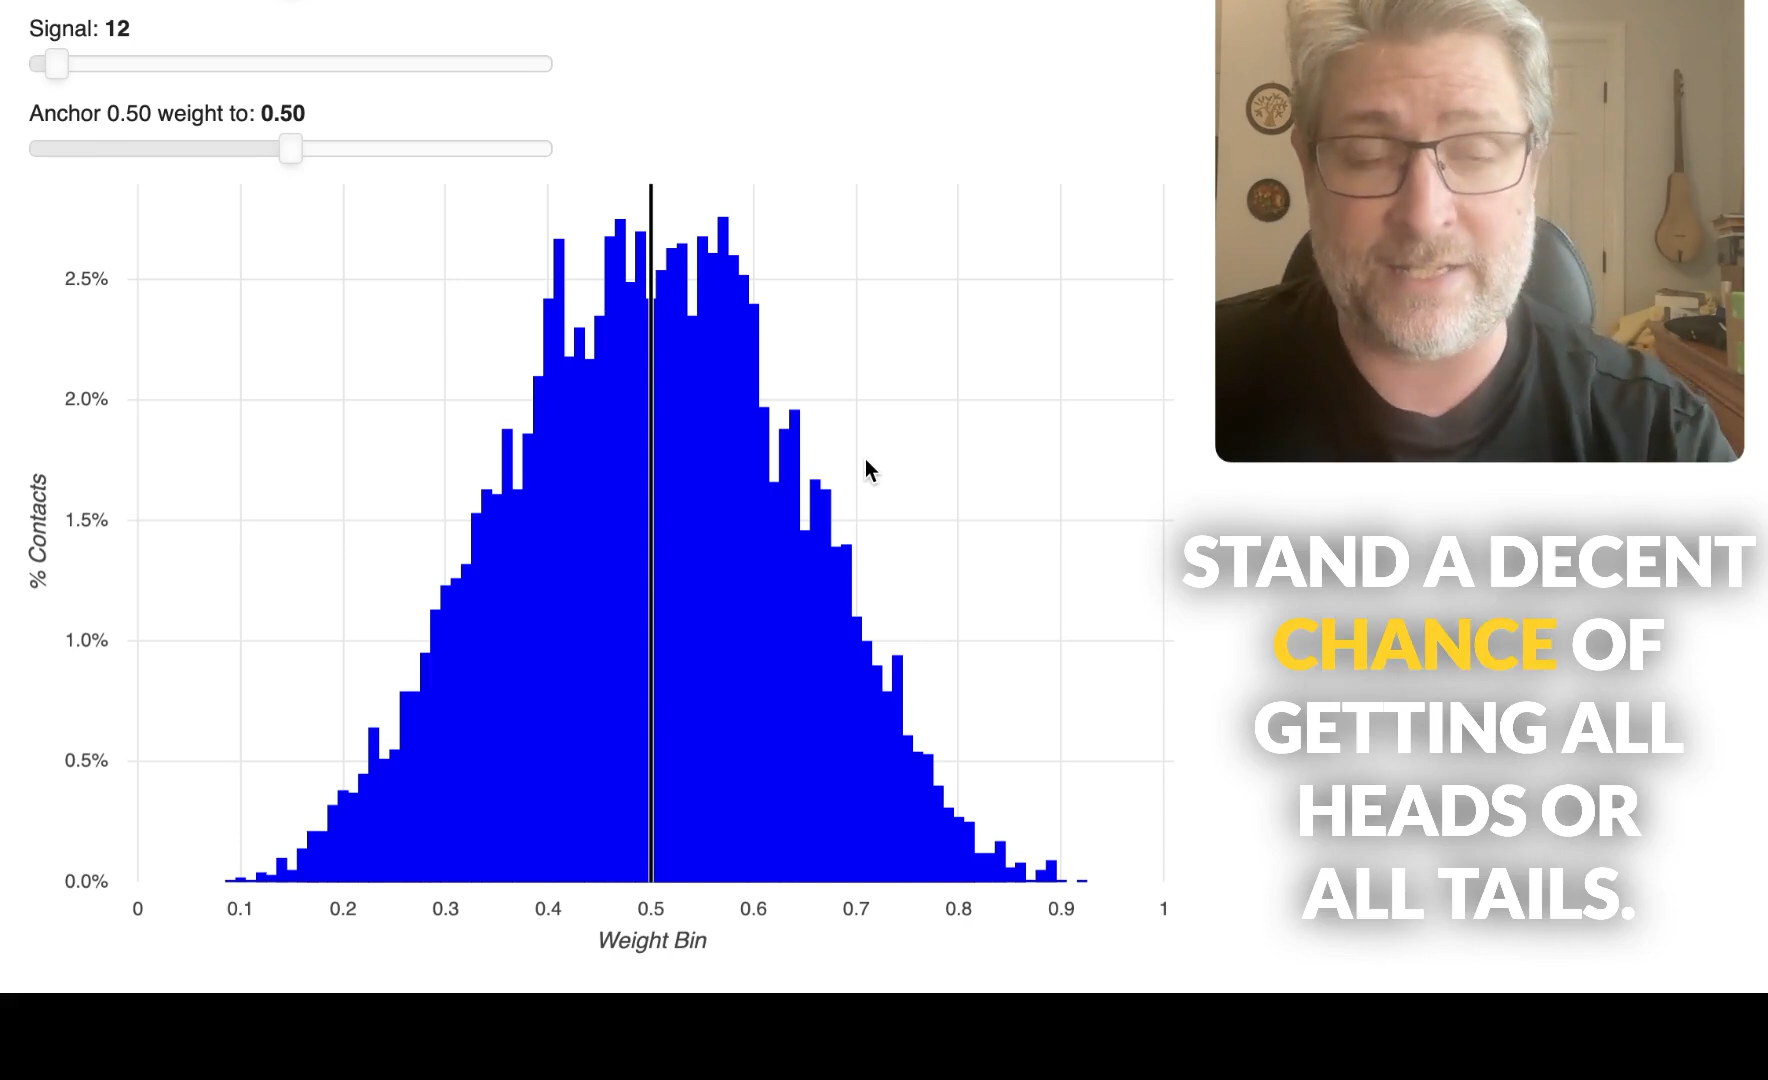 Signal: 12
Anchor 0.50 weight to: 0.50
2.5%
2.0%
1.5%
1.0%
0.5%
0.0%
% Contacts
0 0.1 0.2 0.3 0.4 0.5 0.6 0.7 0.8 0.9 1
Weight Bin
STAND A DECENT
CHANCE OF
GETTING ALL
HEADS OR
ALL TAILS.